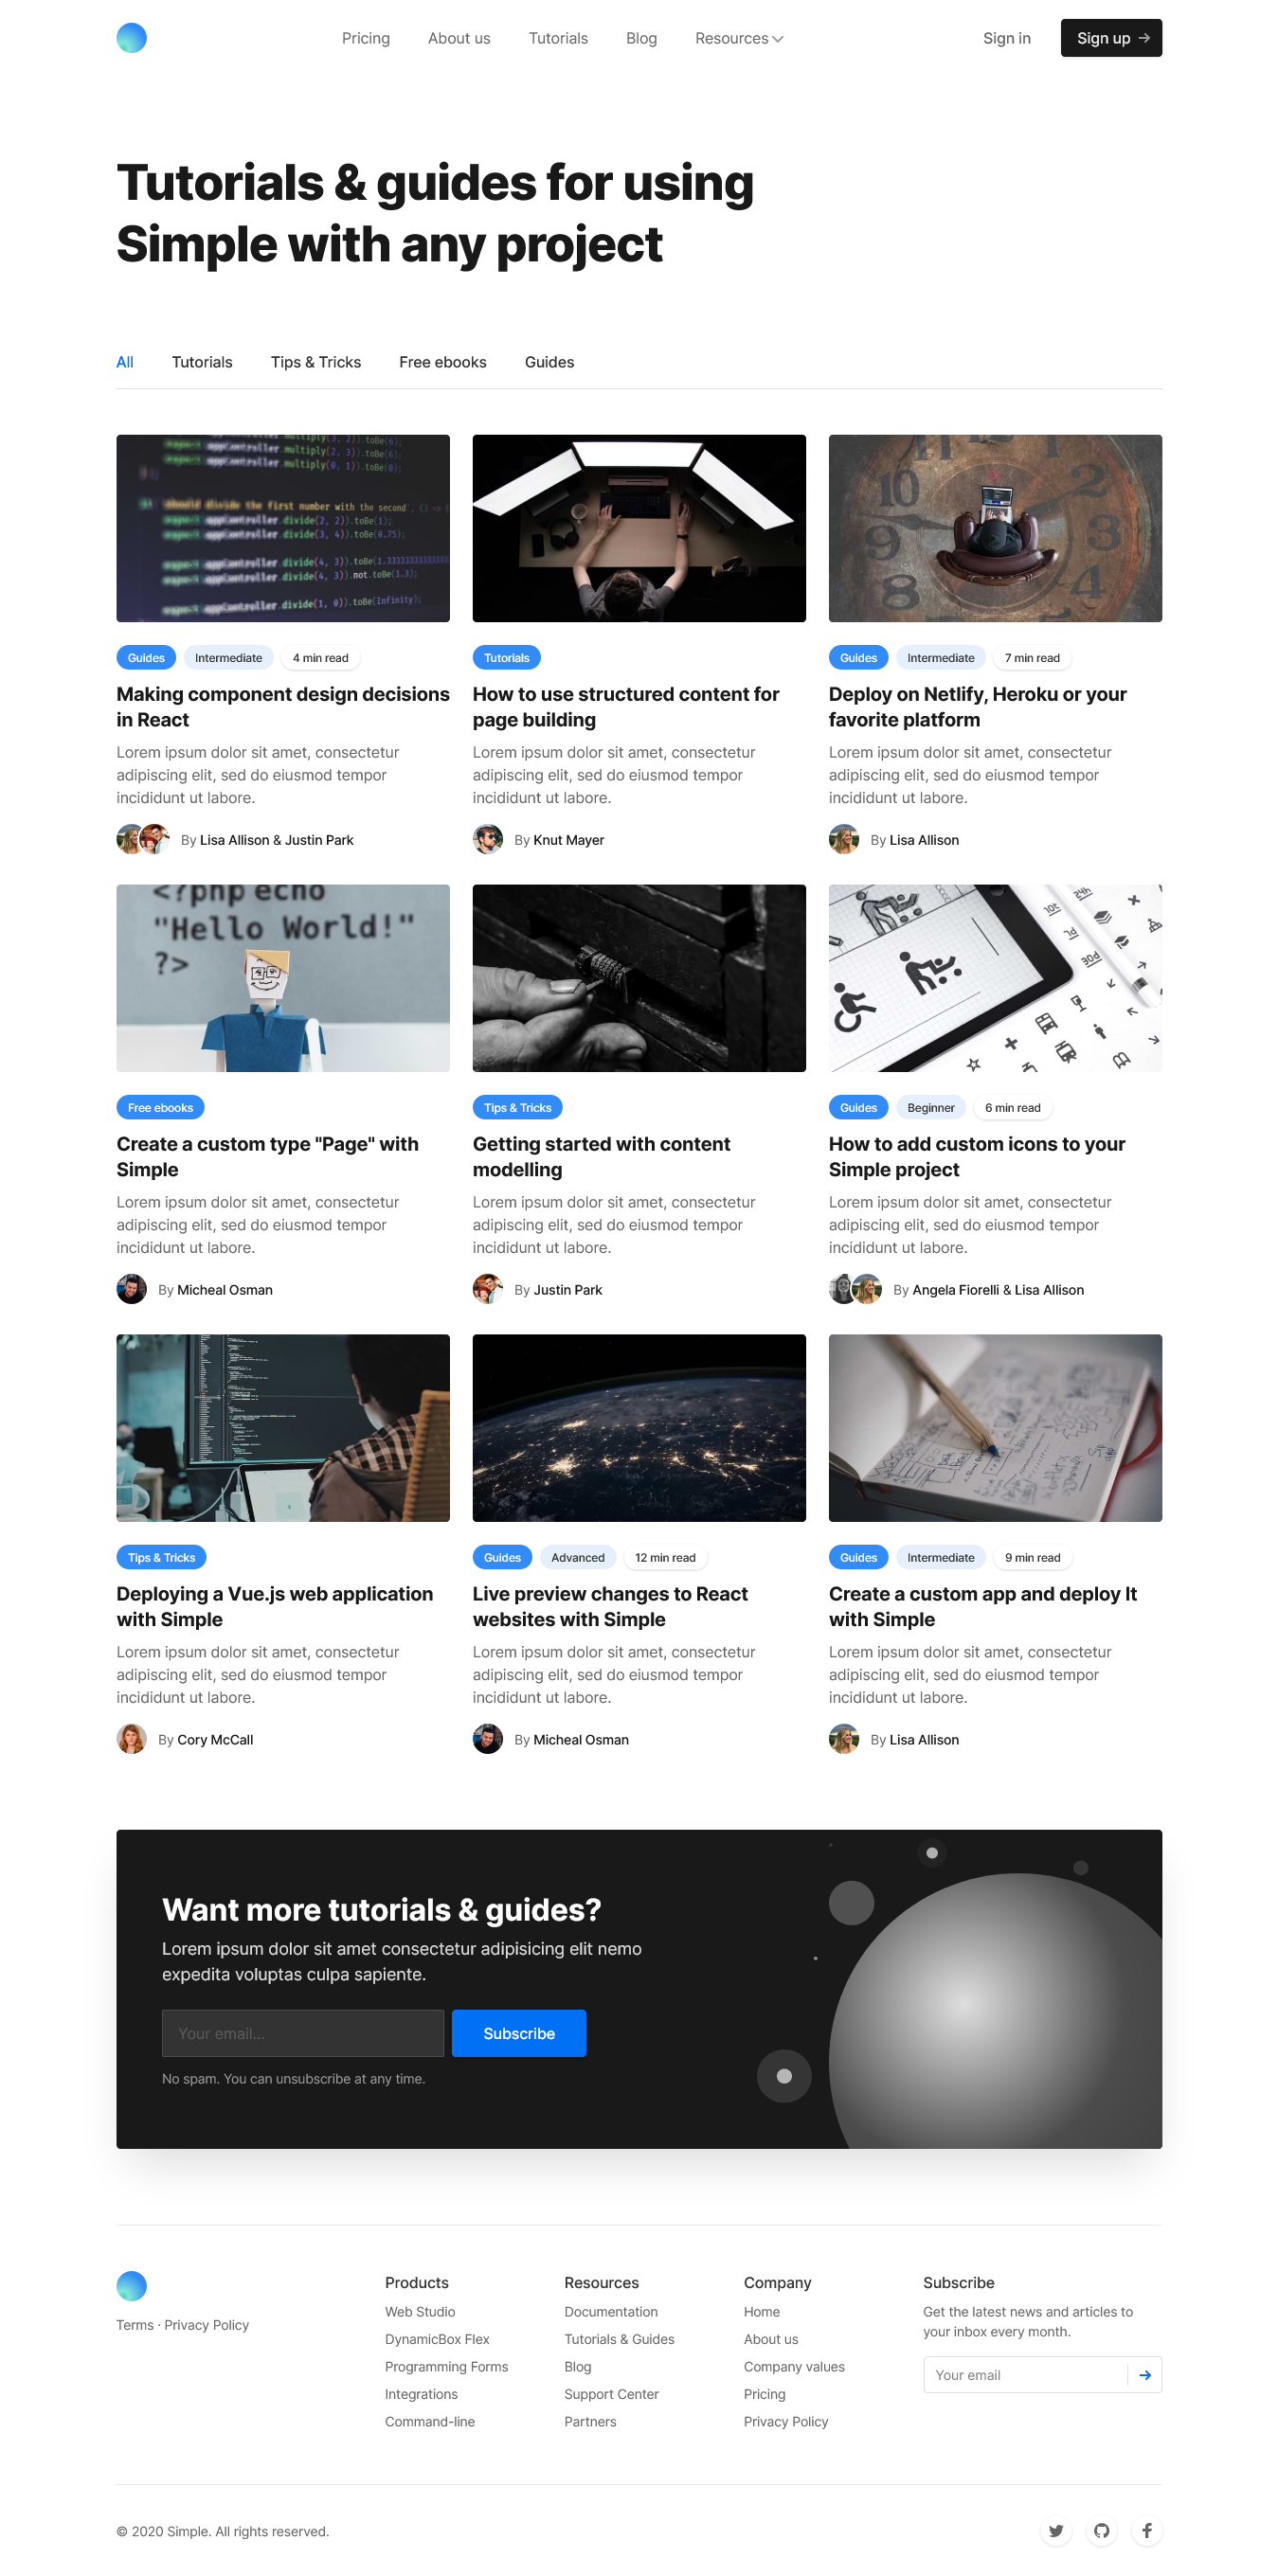 Pricing About us Tutorials Blog Resources Sign in Sign up
Tutorials & guides for using
Simple with any project
All Tutorials Tips & Tricks Free ebooks Guides
Guides Intermediate 4 min read
Making component design decisions
in React
Lorem ipsum dolor sit amet, consectetur
adipiscing elit, sed do eiusmod tempor
incididunt ut labore.
By Lisa Allison & Justin Park
Tutorials
How to use structured content for
page building
Lorem ipsum dolor sit amet, consectetur
adipiscing elit, sed do eiusmod tempor
incididunt ut labore.
By Knut Mayer
Guides Intermediate 7 min read
Deploy on Netlify, Heroku or your
favorite platform
Lorem ipsum dolor sit amet, consectetur
adipiscing elit, sed do eiusmod tempor
incididunt ut labore.
By Lisa Allison
<?php echo
"Hello World!"
?>
Free ebooks
Create a custom type "Page" with
Simple
Lorem ipsum dolor sit amet, consectetur
adipiscing elit, sed do eiusmod tempor
incididunt ut labore.
By Micheal Osman
Tips & Tricks
Getting started with content
modelling
Lorem ipsum dolor sit amet, consectetur
adipiscing elit, sed do eiusmod tempor
incididunt ut labore.
By Justin Park
Guides Beginner 6 min read
How to add custom icons to your
Simple project
Lorem ipsum dolor sit amet, consectetur
adipiscing elit, sed do eiusmod tempor
incididunt ut labore.
By Angela Fiorelli & Lisa Allison
Tips & Tricks
Deploying a Vue.js web application
with Simple
Lorem ipsum dolor sit amet, consectetur
adipiscing elit, sed do eiusmod tempor
incididunt ut labore.
By Cory McCall
Guides Advanced 12 min read
Live preview changes to React
websites with Simple
Lorem ipsum dolor sit amet, consectetur
adipiscing elit, sed do eiusmod tempor
incididunt ut labore.
By Micheal Osman
Guides Intermediate 9 min read
Create a custom app and deploy It
with Simple
Lorem ipsum dolor sit amet, consectetur
adipiscing elit, sed do eiusmod tempor
incididunt ut labore.
By Lisa Allison
Want more tutorials & guides?
Lorem ipsum dolor sit amet consectetur adipisicing elit nemo
expedita voluptas culpa sapiente.
Your email...
Subscribe
No spam. You can unsubscribe at any time.
Terms · Privacy Policy
Products
Web Studio
DynamicBox Flex
Programming Forms
Integrations
Command-line
Resources
Documentation
Tutorials & Guides
Blog
Support Center
Partners
Company
Home
About us
Company values
Pricing
Privacy Policy
Subscribe
Get the latest news and articles to
your inbox every month.
Your email
© 2020 Simple. All rights reserved.